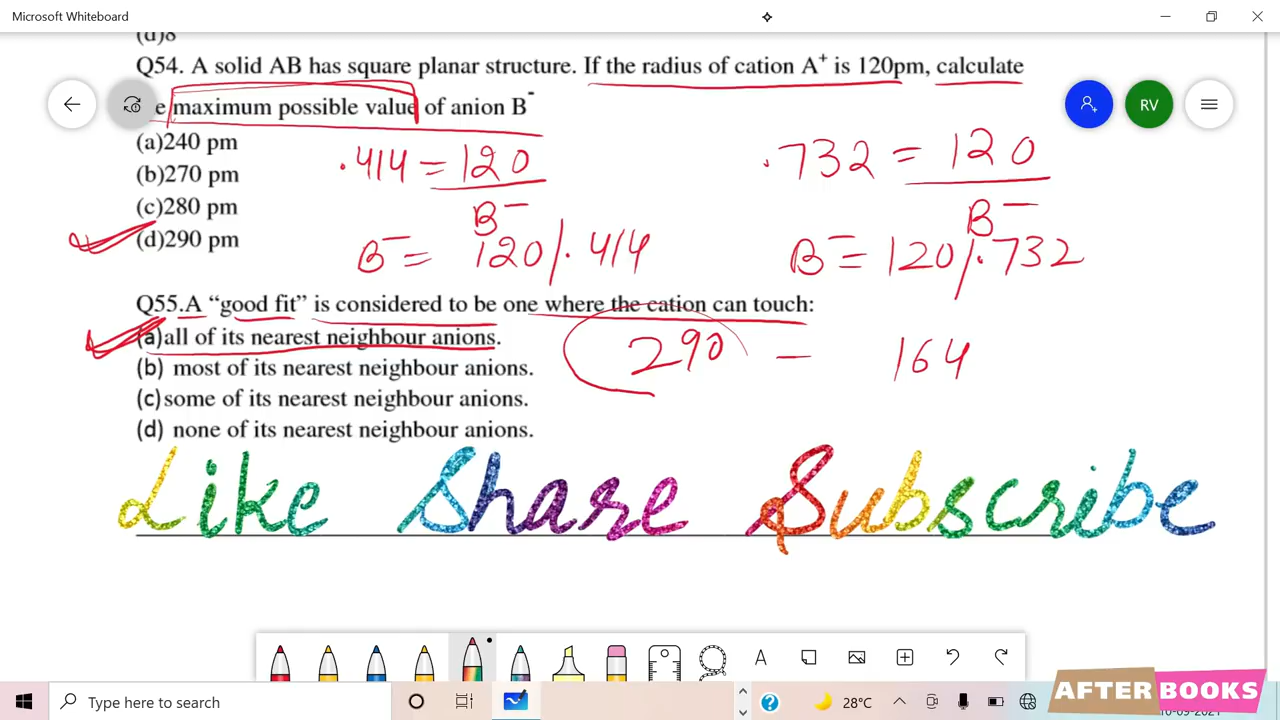 Microsoft Whiteboard
(d)8
Q54. A solid AB has square planar structure. If the radius of cation A⁺ is 120pm, calculate
e maximum possible value of anion B⁻
(a)240 pm
(b)270 pm
(c)280 pm
(d)290 pm
.414 = 120
B⁻
B⁻ = 120/.414
.732 = 120
B⁻
B⁻ = 120/.732
Q55.A “good fit” is considered to be one where the cation can touch:
(a)all of its nearest neighbour anions.
(b) most of its nearest neighbour anions.
(c)some of its nearest neighbour anions.
(d) none of its nearest neighbour anions.
290 – 164
Like Share Subscribe
RV
A
AFTER BOOKS
Type here to search
28°C